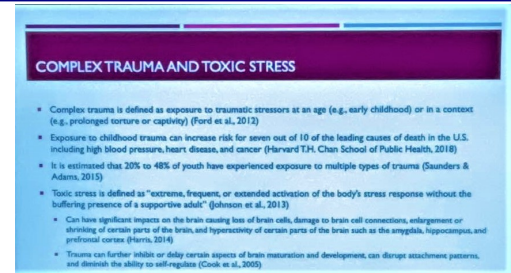 COMPLEX TRAUMA AND TOXIC STRESS
Complex trauma is defined as exposure to traumatic stressors at an age (e.g., early childhood) or in a context
(e.g., prolonged torture or captivity) (Ford et al., 2012)
Exposure to childhood trauma can increase risk for seven out of 10 of the leading causes of death in the U.S.
including high blood pressure, heart disease, and cancer (Harvard T.H. Chan School of Public Health, 2018)
It is estimated that 20% to 48% of youth have experienced exposure to multiple types of trauma (Saunders &
Adams, 2015)
Toxic stress is defined as "extreme, frequent, or extended activation of the body's stress response without the
buffering presence of a supportive adult" (Johnson et al., 2013)
Can have significant impacts on the brain causing loss of brain cells, damage to brain cell connections, enlargement or
shrinking of certain parts of the brain, and hyperactivity of certain parts of the brain such as the amygdala, hippocampus, and
prefrontal cortex (Harris, 2014)
Trauma can further inhibit or delay certain aspects of brain maturation and development, can disrupt attachment patterns,
and diminish the ability to self-regulate (Cook et al., 2005)